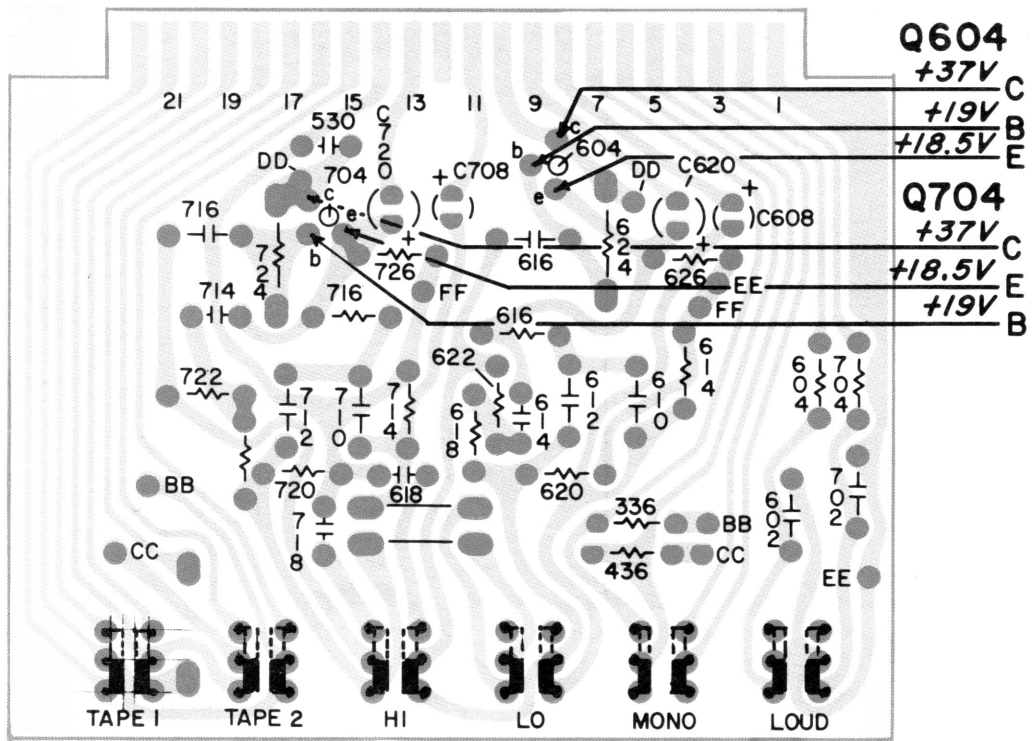 Q604
+37V C
+19V B
+18.5V E
Q704
+37V C
+18.5V E
+19V B
21 19 17 15 13 11 9 7 5 3 1
530
C720
c
604
b
e
DD
704
c
e
b
+ C708
DD
C620
+
C608
716
724
+
726
616
624
+
626
EE
FF
FF
714
716
616
722
712
710
714
622
618
614
612
610
614
604
704
720
618
620
718
BB
CC
336
BB
436
CC
602
702
EE
TAPE 1
TAPE 2
HI
LO
MONO
LOUD